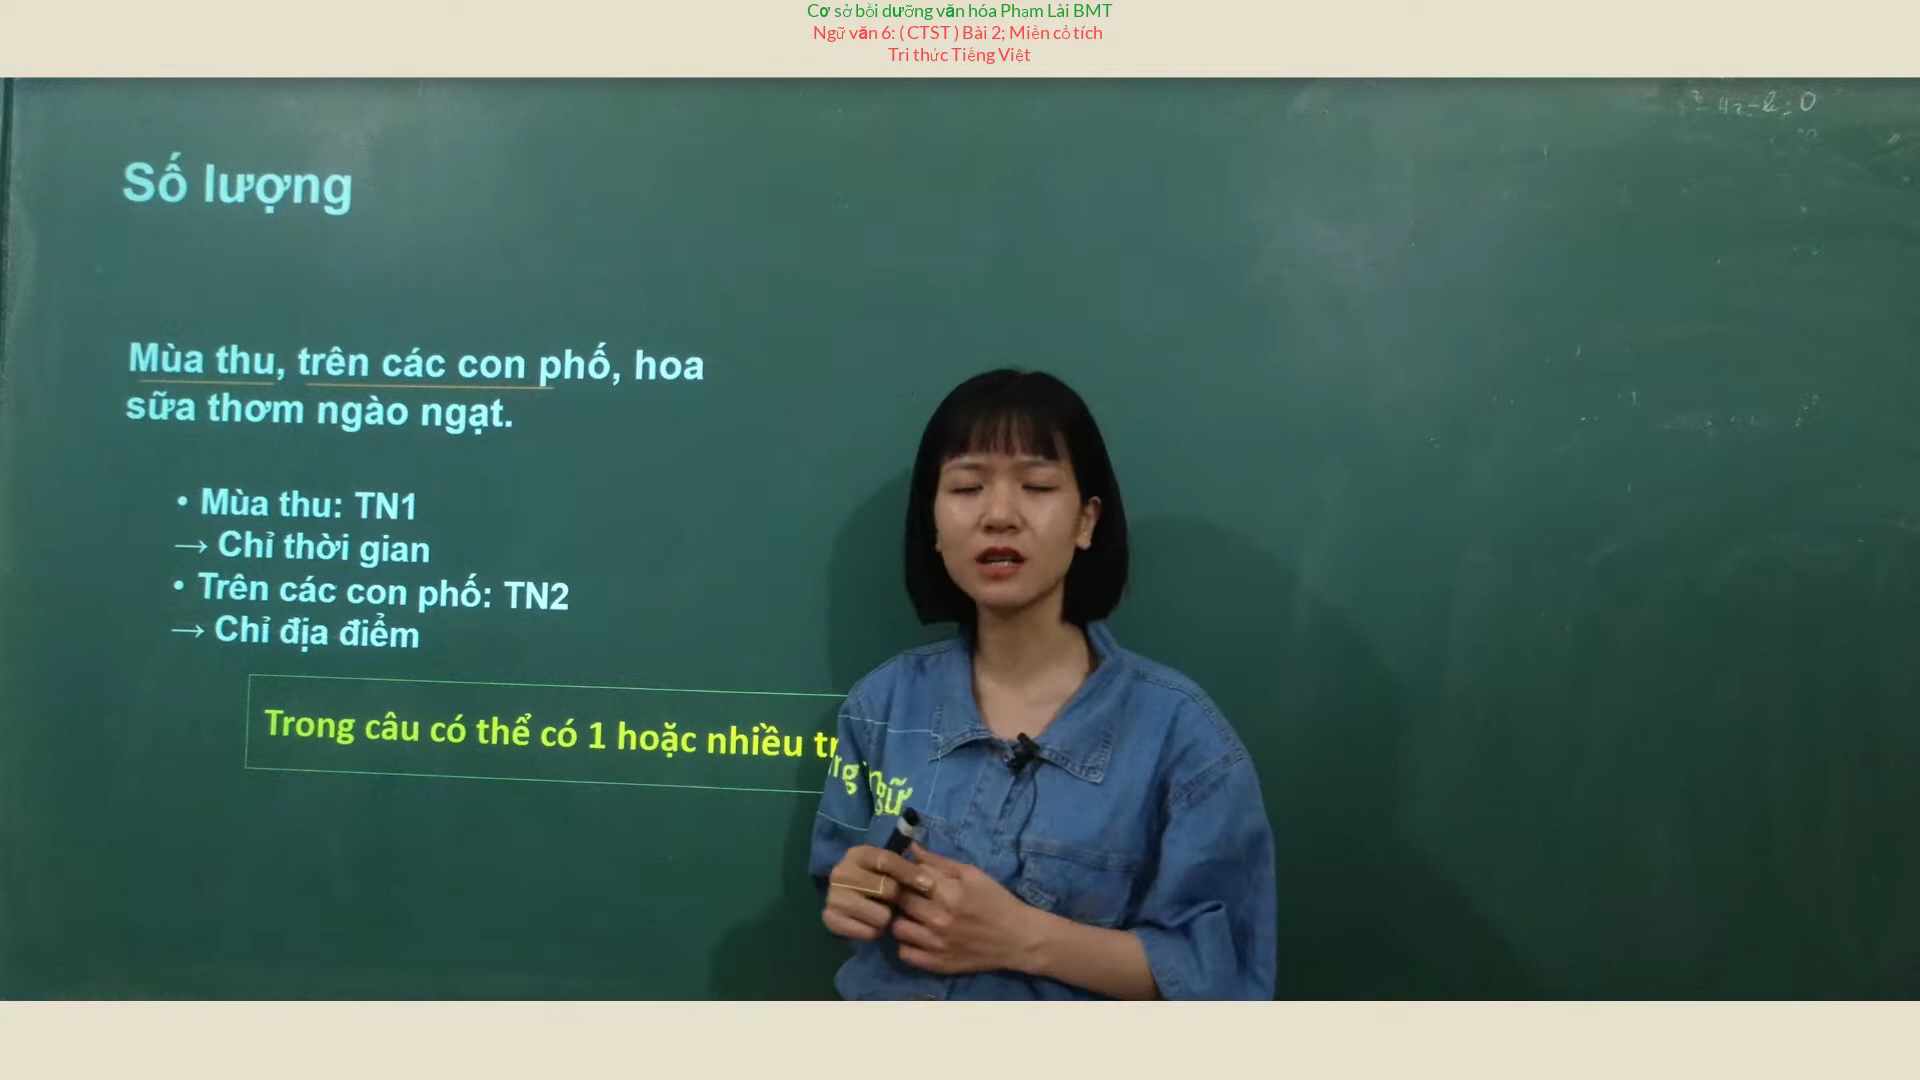 Cơ sở bồi dưỡng văn hóa Phạm Lài BMT
Ngữ văn 6: ( CTST ) Bài 2; Miền cổ tích
Tri thức Tiếng Việt
Số lượng
Mùa thu, trên các con phố, hoa
sữa thơm ngào ngạt.
• Mùa thu: TN1
→ Chỉ thời gian
• Trên các con phố: TN2
→ Chỉ địa điểm
Trong câu có thể có 1 hoặc nhiều trạng ngữ